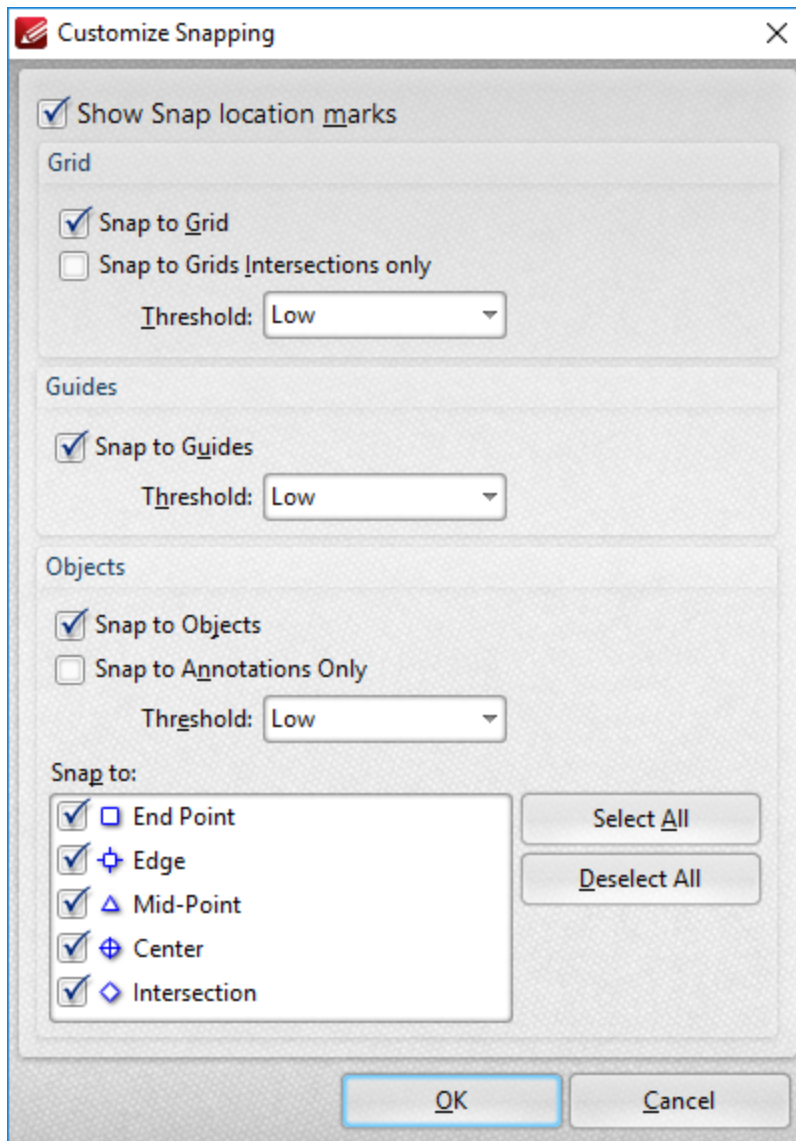 Customize Snapping
Show Snap location marks
Grid
Snap to Grid
Snap to Grids Intersections only
Threshold: Low
Guides
Snap to Guides
Threshold: Low
Objects
Snap to Objects
Snap to Annotations Only
Threshold: Low
Snap to:
End Point
Select All
Edge
Deselect All
Mid-Point
Center
Intersection
OK Cancel